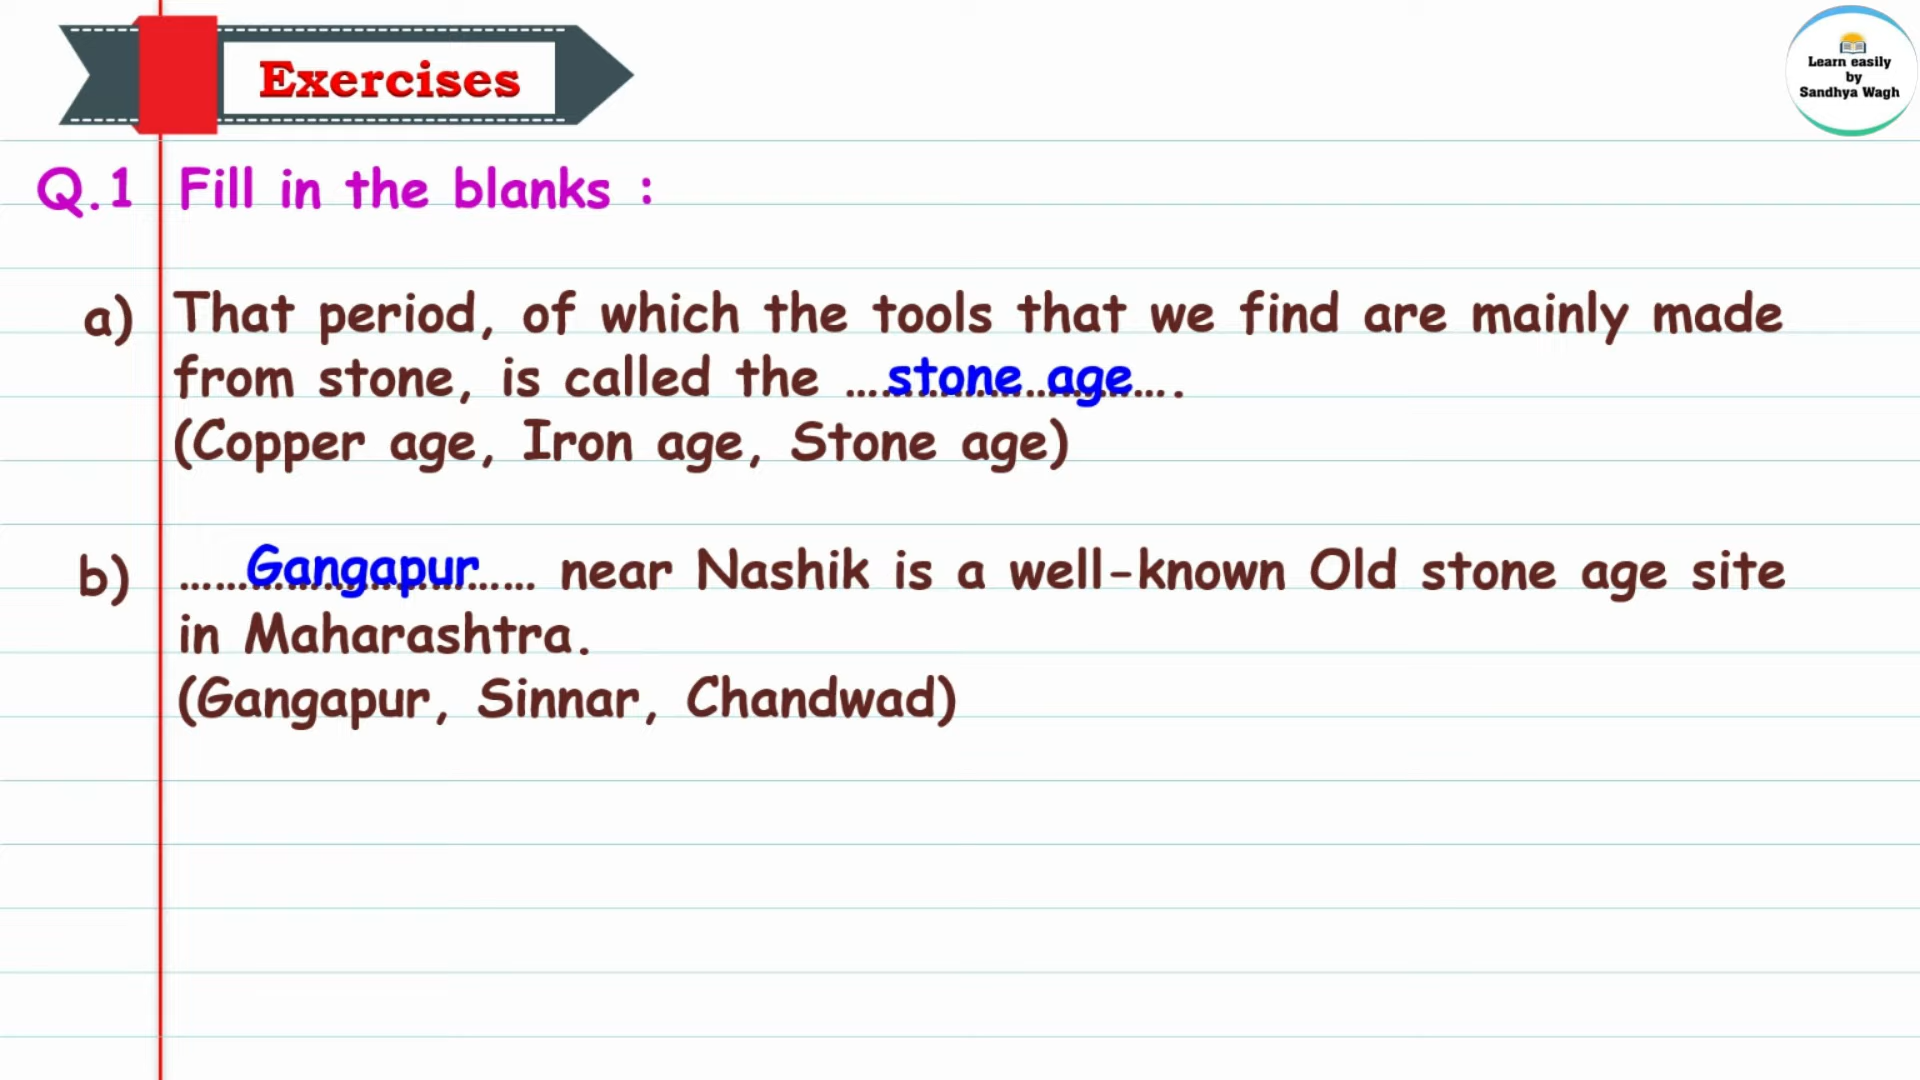 Exercises
Learn easily
by
Sandhya Wagh
Q.1 Fill in the blanks :
a) That period, of which the tools that we find are mainly made
from stone, is called the ....stone age....
(Copper age, Iron age, Stone age)
b) ......Gangapur...... near Nashik is a well-known Old stone age site
in Maharashtra.
(Gangapur, Sinnar, Chandwad)